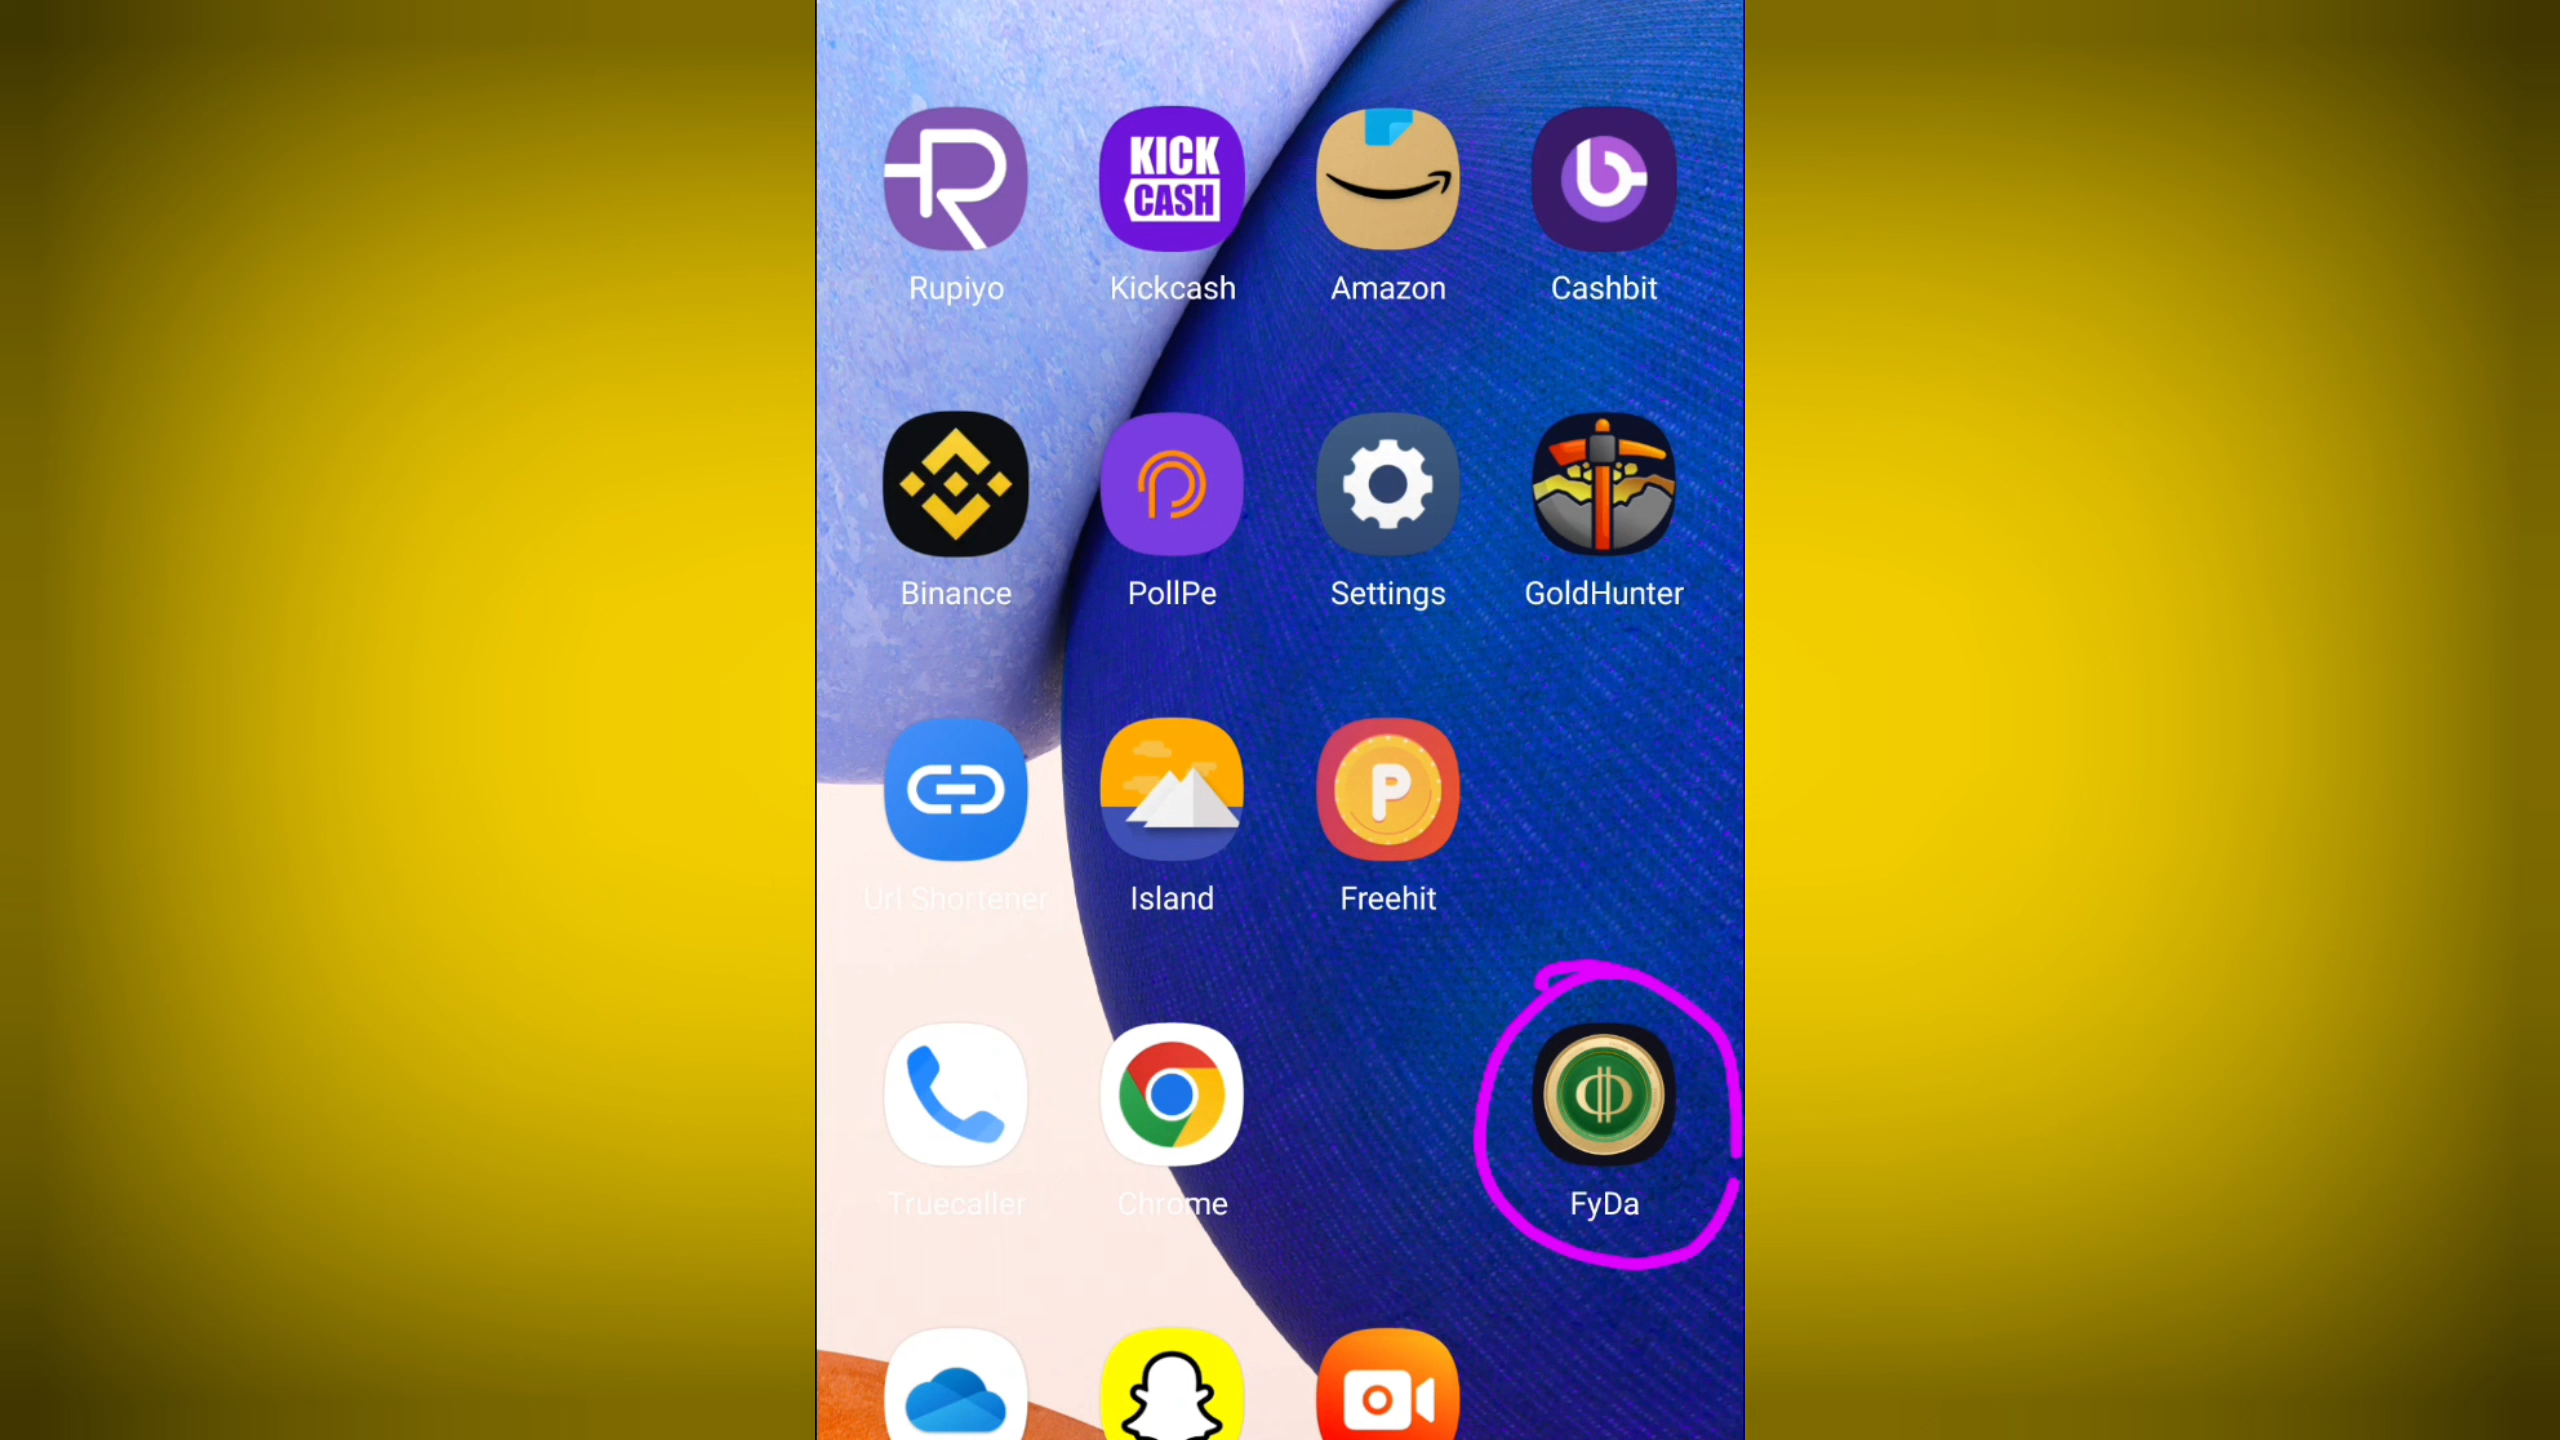 KICK
CASH
Rupiyo
Kickcash
Amazon
Cashbit
Binance
PollPe
Settings
GoldHunter
Url Shortener
Island
Freehit
Truecaller
Chrome
FyDa